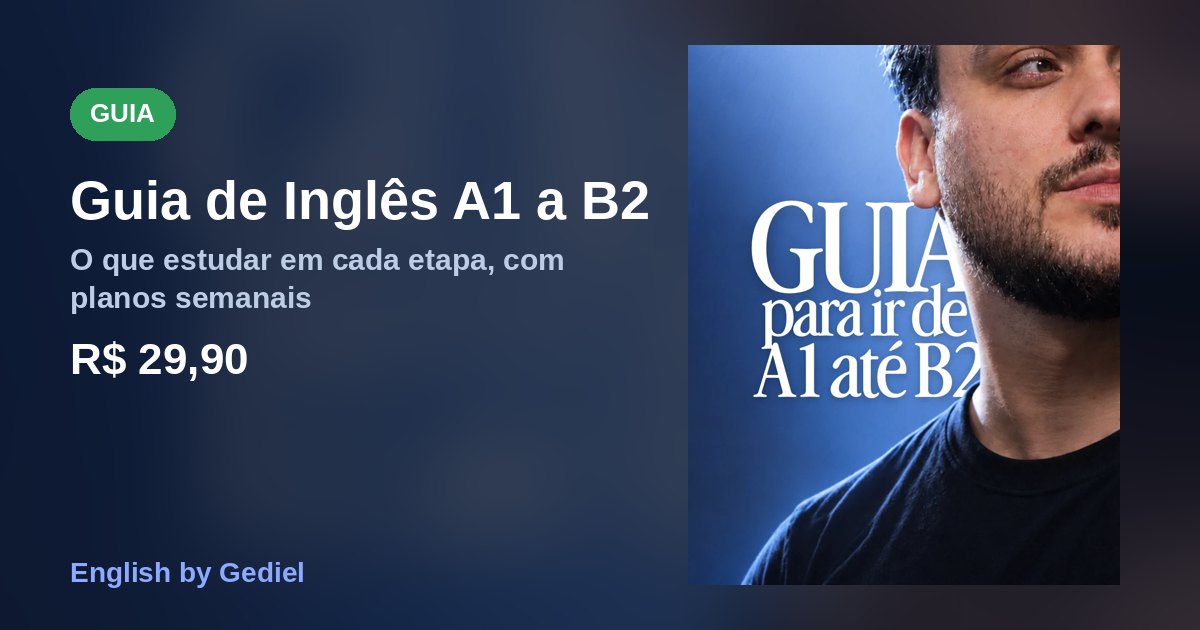 GUIA
Guia de Inglês A1 a B2
O que estudar em cada etapa, com
planos semanais
R$ 29,90
English by Gediel
GUIA
para ir de
A1 até B2